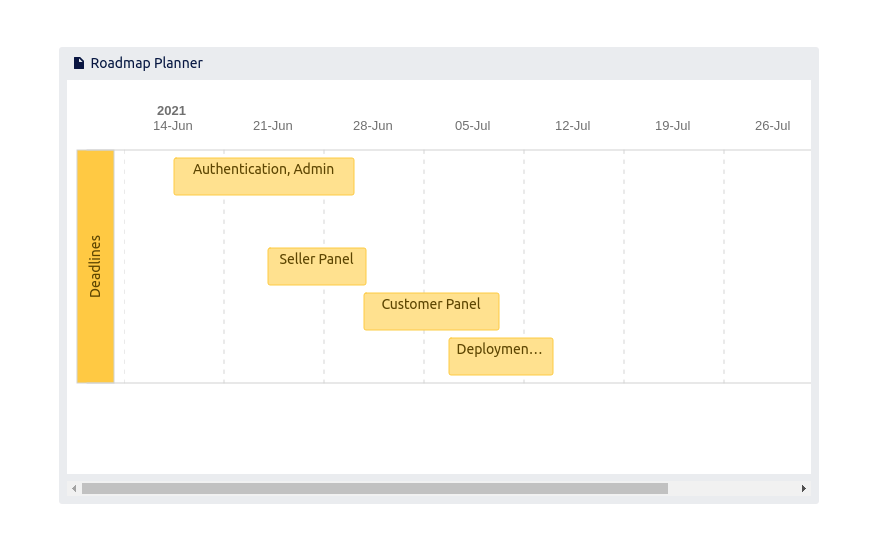 Roadmap Planner
2021
14-Jun 21-Jun 28-Jun 05-Jul 12-Jul 19-Jul 26-Jul
Deadlines
Authentication, Admin
Seller Panel
Customer Panel
Deploymen…